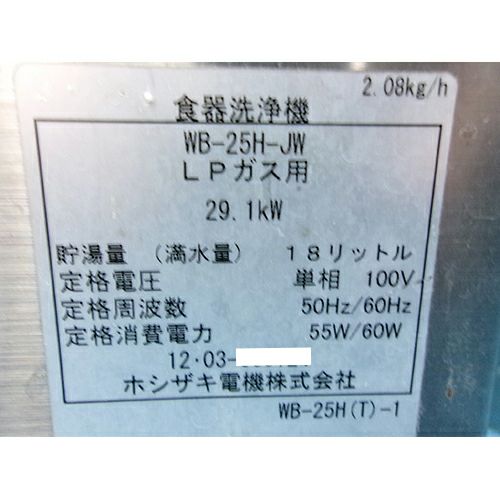 2.08kg/h
食器洗浄機
WB-25H-JW
LPガス用
29.1kW
貯湯量 (満水量) 18リットル
定格電圧 単相 100V
定格周波数 50Hz/60Hz
定格消費電力 55W/60W
12・03-
ホシザキ電機株式会社
WB-25H(T)-1